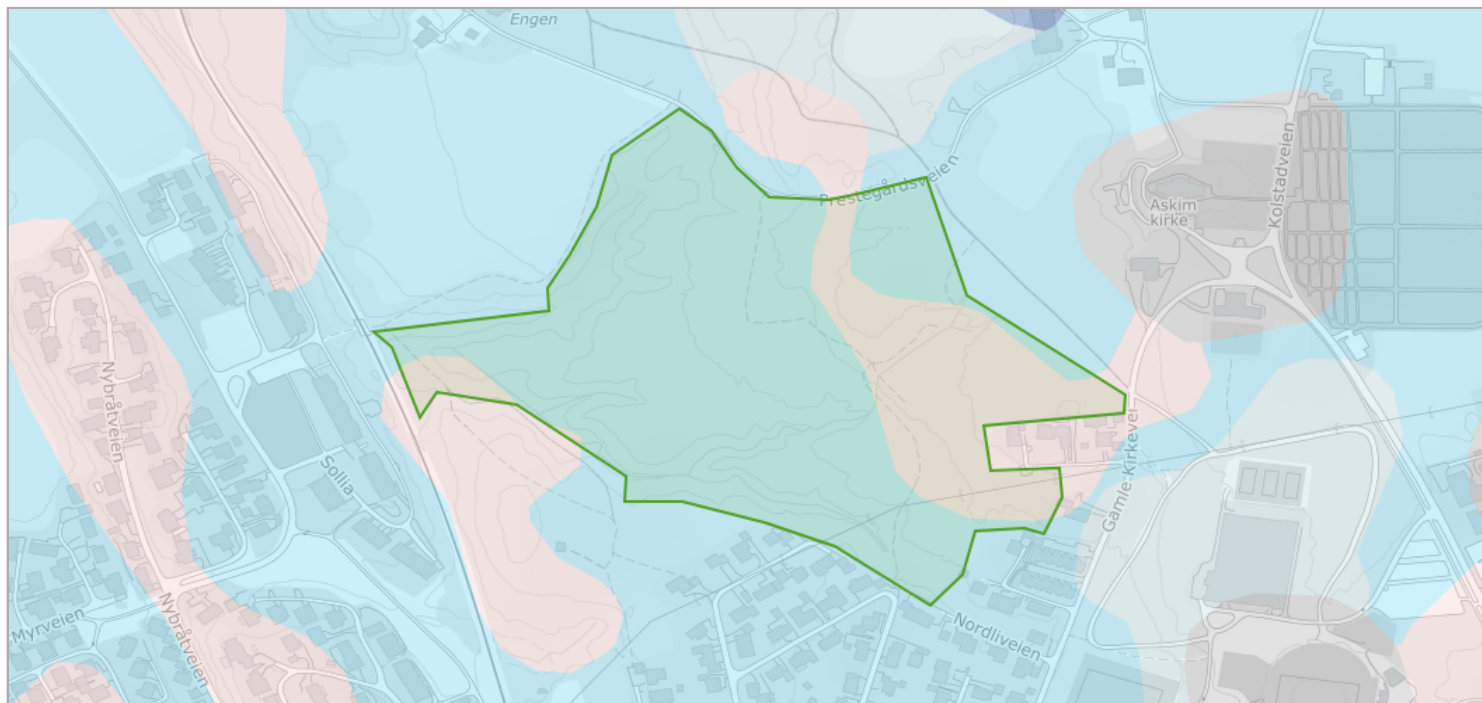 Engen
Prestegårdsveien
Kolstadveien
Askim
kirke
Nybråtveien
Sollia
Gamle Kirkevei
Myrveien
Nybråtveien
Nordliveien